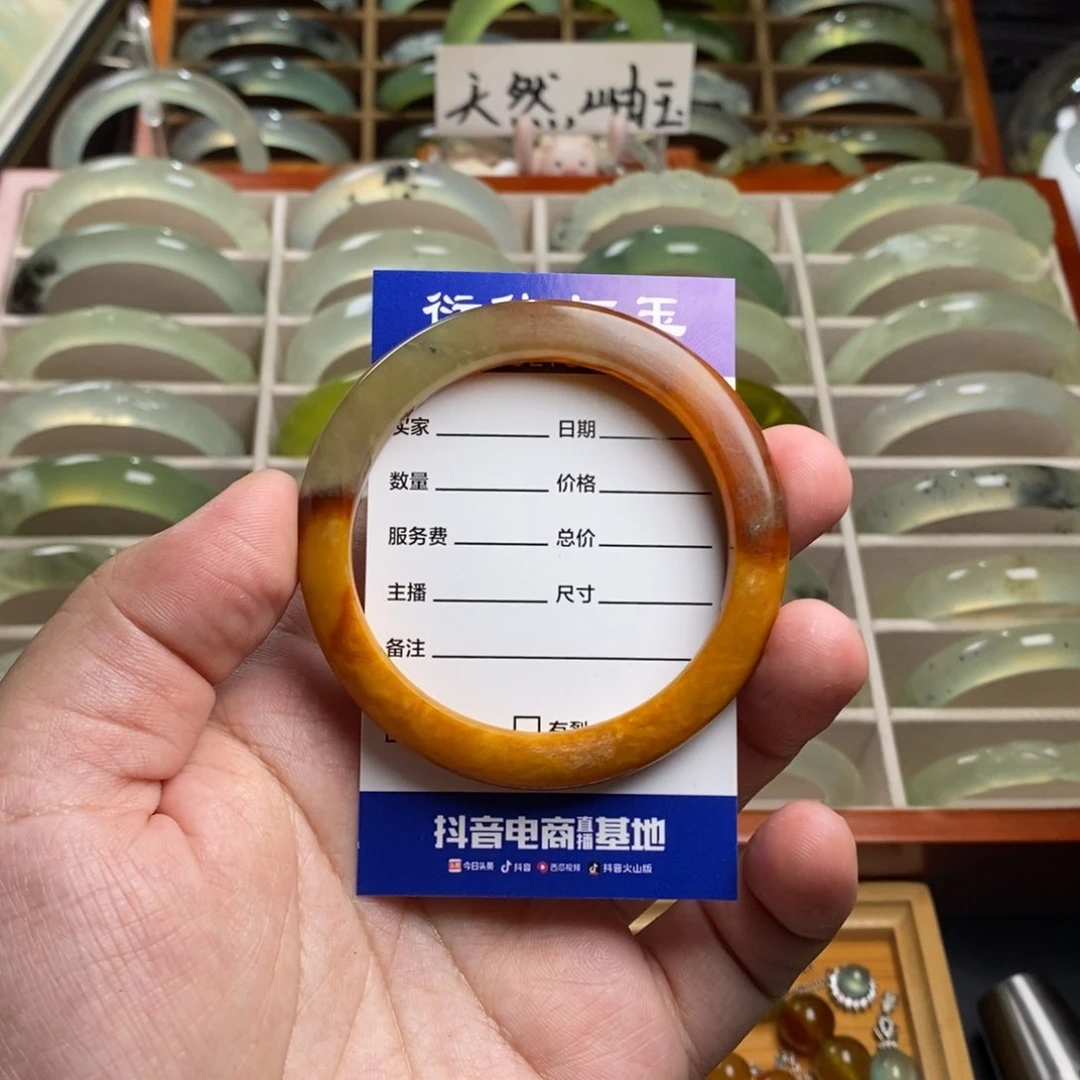 天然岫玉
玉
买家 日期
数量 价格
服务费 总价
主播 尺寸
备注
抖音电商直播基地
今日头条 抖音 西瓜视频 抖音火山版